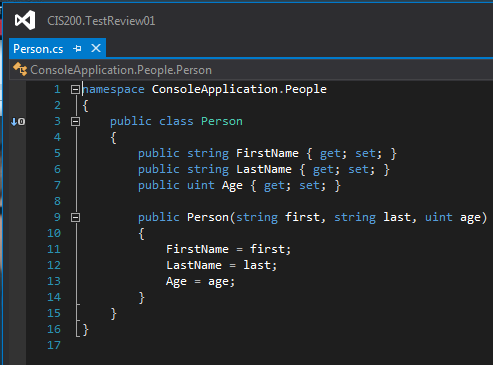 CIS200.TestReview01
Person.cs
ConsoleApplication.People.Person
1 namespace ConsoleApplication.People
2 {
3 public class Person
4 {
5 public string FirstName { get; set; }
6 public string LastName { get; set; }
7 public uint Age { get; set; }
8
9 public Person(string first, string last, uint age)
10 {
11 FirstName = first;
12 LastName = last;
13 Age = age;
14 }
15 }
16 }
17